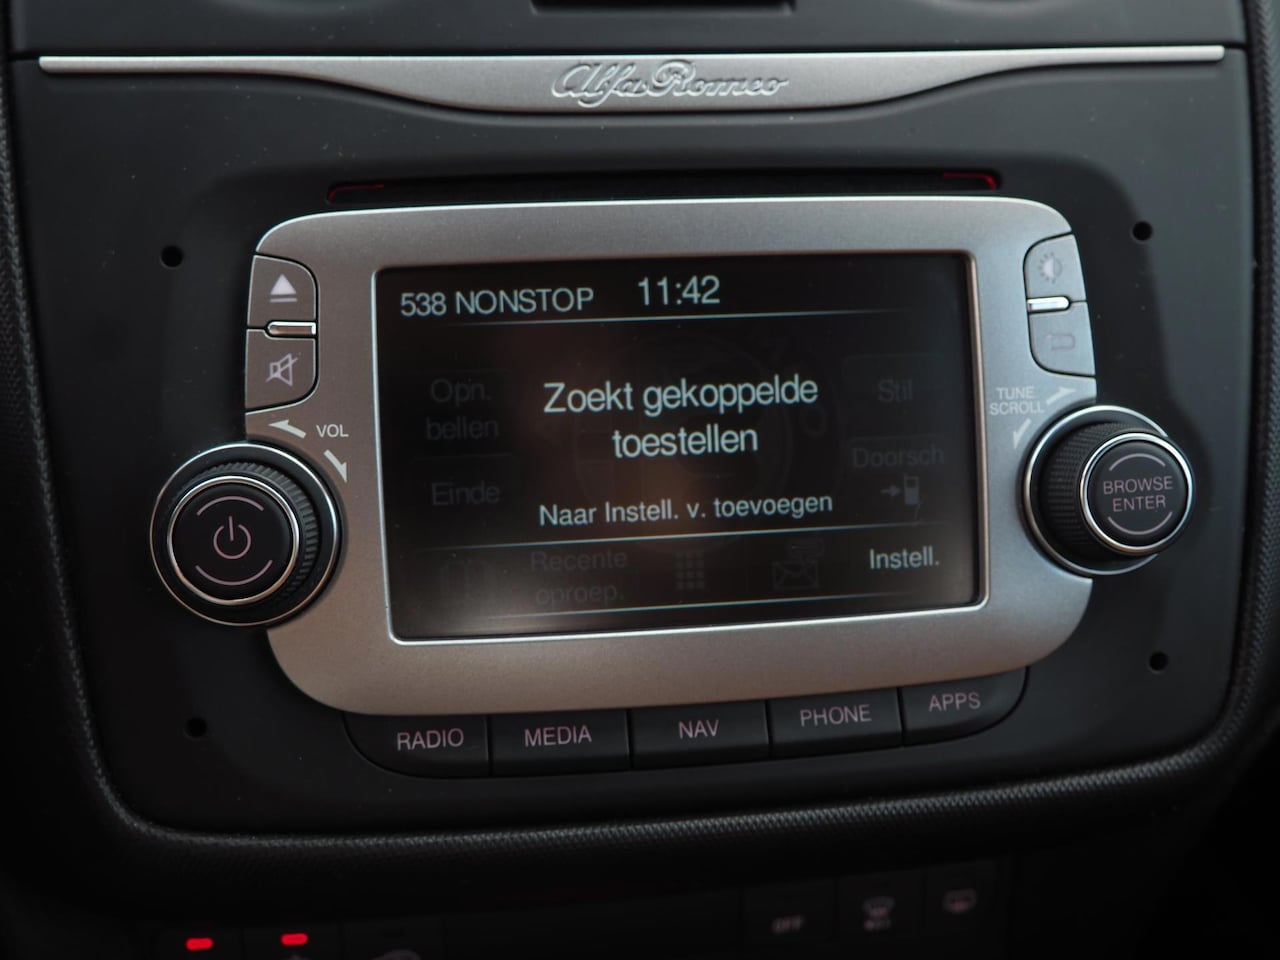 Alfa Romeo
538 NONSTOP 11:42
Opn. bellen
Zoekt gekoppelde
toestellen
Stil
Doorsch
Einde
Naar Instell. v. toevoegen
Recente
oproep.
Instell.
VOL
TUNE
SCROLL
BROWSE
ENTER
RADIO MEDIA NAV PHONE APPS
OFF